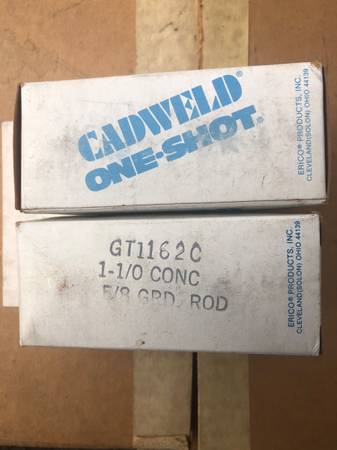 CADWELD®
ONE-SHOT®
ERICO® PRODUCTS, INC.
CLEVELAND(SOLON) OHIO 44139
GT1162C
1-1/0 CONC
5/8 GRD. ROD
ERICO® PRODUCTS, INC.
CLEVELAND(SOLON) OHIO 44139